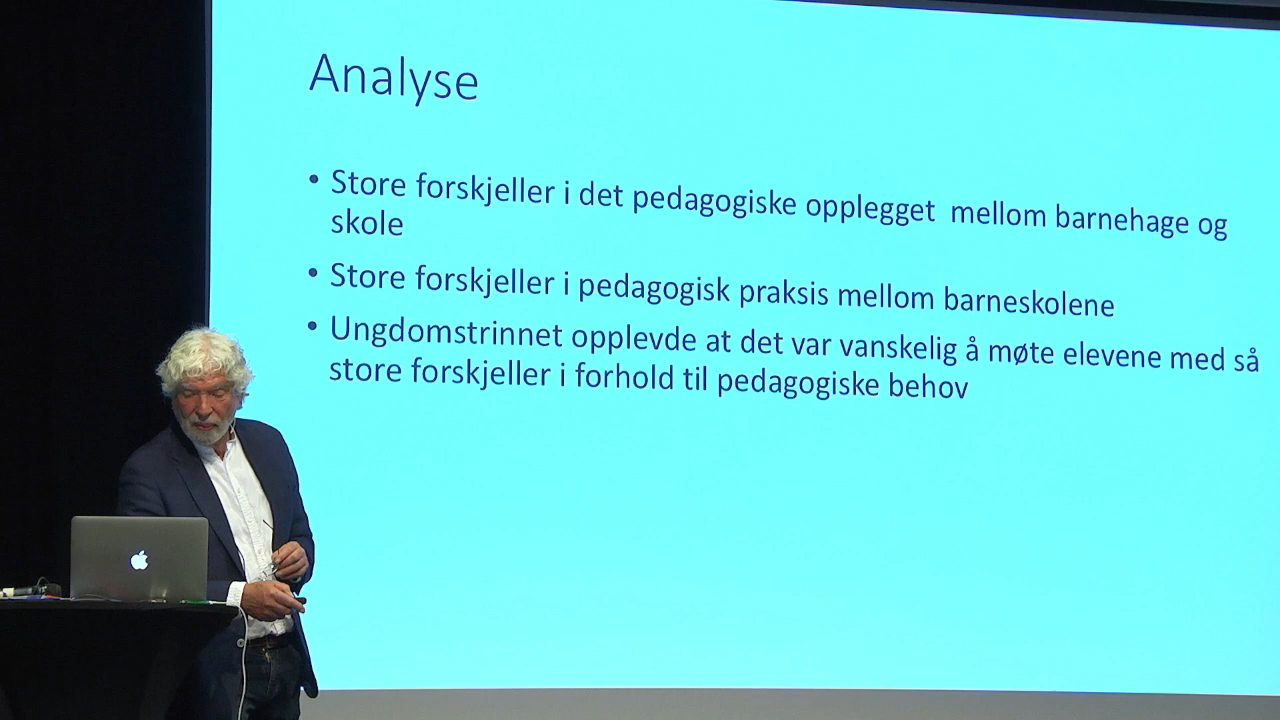 Analyse
• Store forskjeller i det pedagogiske opplegget mellom barnehage og
skole
• Store forskjeller i pedagogisk praksis mellom barneskolene
• Ungdomstrinnet opplevde at det var vanskelig å møte elevene med så
store forskjeller i forhold til pedagogiske behov